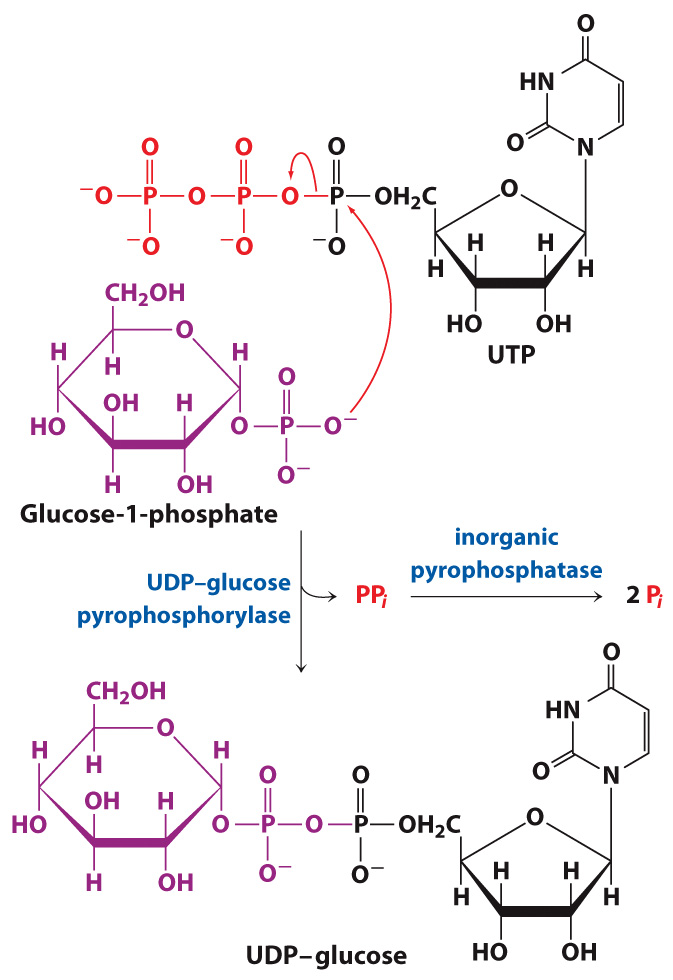 O
HN
O N
O O O
−O P O P O P OH2C O
−O −O −O
H H H H
HO OH
UTP
CH2OH
O
H H
H
OH H
HO O P O−
O
O−
H OH
Glucose-1-phosphate
UDP–glucose
pyrophosphorylase
PPi
inorganic
pyrophosphatase
2 Pi
O
HN
O N
CH2OH
O
H H
H
OH H
HO O P O P OH2C O
O O
O− O−
H OH
H H H H
HO OH
UDP–glucose